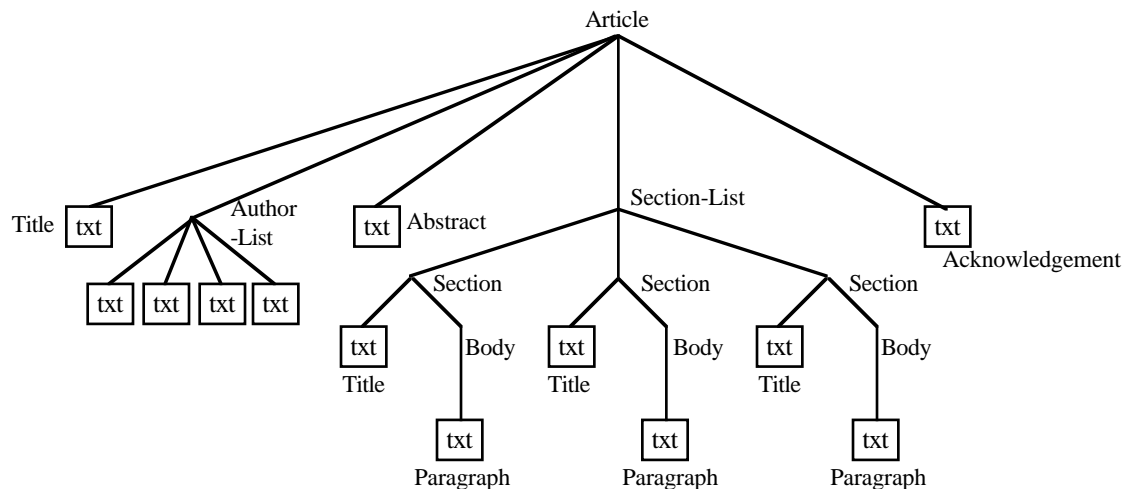 Article
Section-List
Title txt Author
-List
txt Abstract
txt
Acknowledgement
txt txt txt txt
Section Section Section
txt Body txt Body txt Body
Title Title Title
txt txt txt
Paragraph Paragraph Paragraph